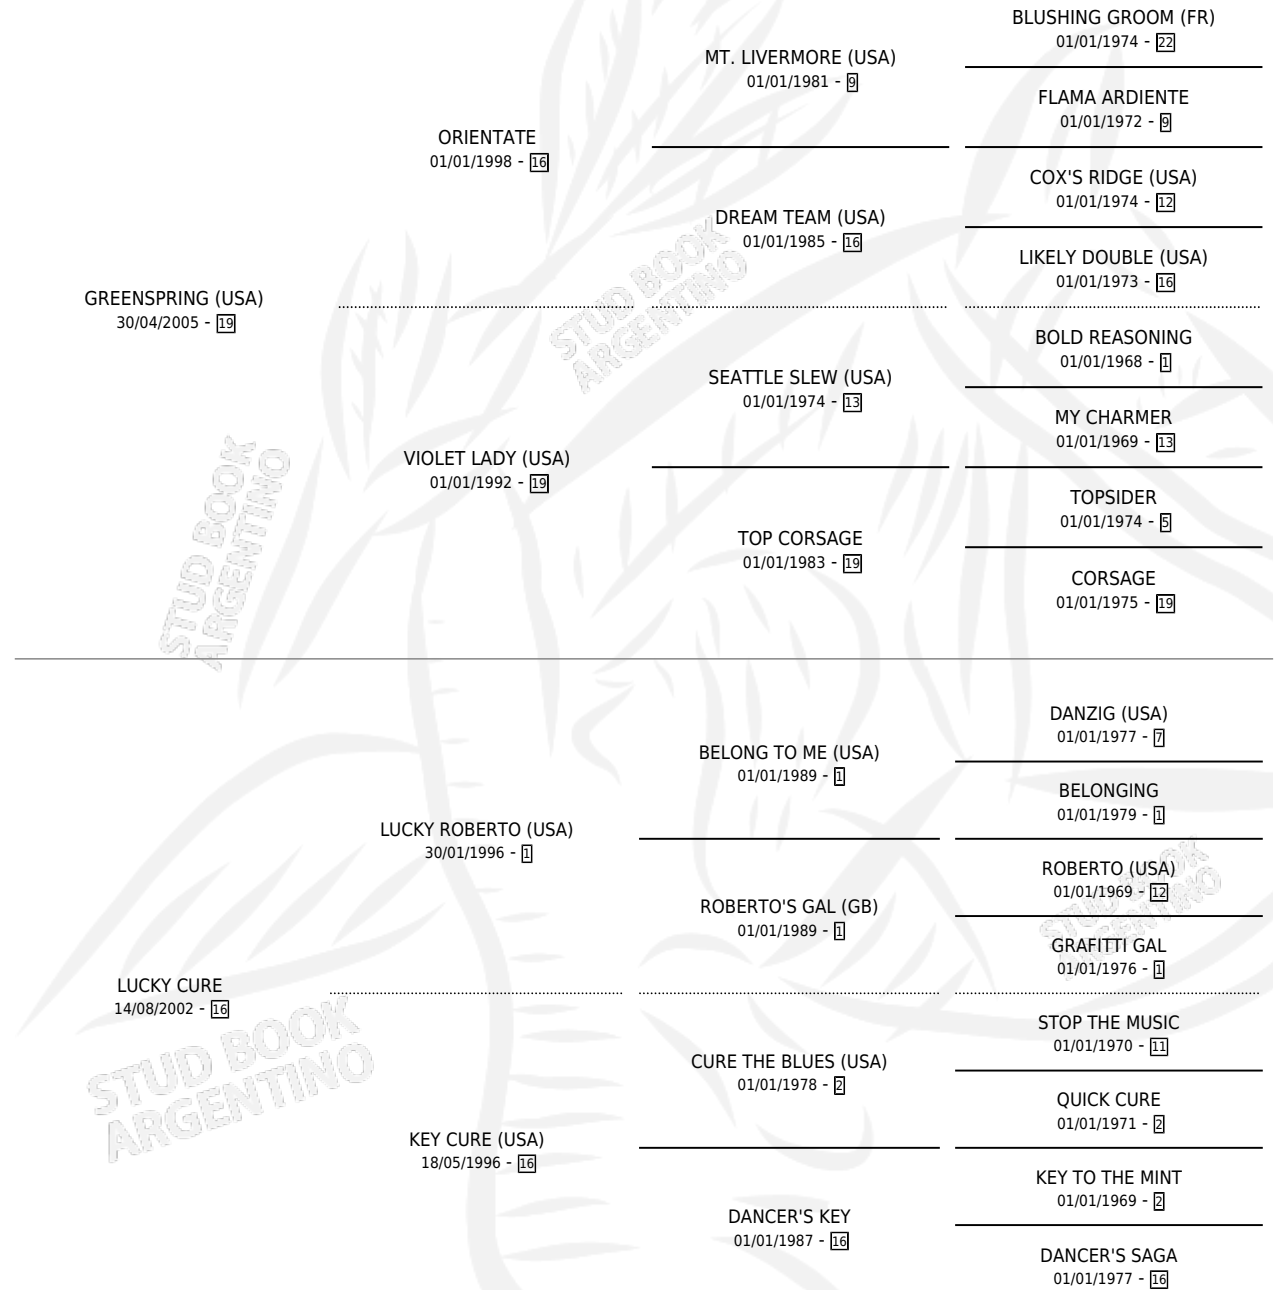 BLUSHING GROOM (FR)
01/01/1974 - 22
MT. LIVERMORE (USA)
01/01/1981 - 9
FLAMA ARDIENTE
01/01/1972 - 9
ORIENTATE
01/01/1998 - 16
COX'S RIDGE (USA)
01/01/1974 - 12
DREAM TEAM (USA)
01/01/1985 - 16
LIKELY DOUBLE (USA)
01/01/1973 - 16
GREENSPRING (USA)
30/04/2005 - 19
STUD BOOK
ARGENTINO
BOLD REASONING
01/01/1968 - 1
SEATTLE SLEW (USA)
01/01/1974 - 13
MY CHARMER
01/01/1969 - 13
VIOLET LADY (USA)
01/01/1992 - 19
TOPSIDER
01/01/1974 - 5
TOP CORSAGE
01/01/1983 - 19
CORSAGE
01/01/1975 - 19
STUD BOOK
ARGENTINO
DANZIG (USA)
01/01/1977 - 7
BELONG TO ME (USA)
01/01/1989 - 1
BELONGING
01/01/1979 - 1
LUCKY ROBERTO (USA)
30/01/1996 - 1
ROBERTO (USA)
01/01/1969 - 12
ROBERTO'S GAL (GB)
01/01/1989 - 1
GRAFITTI GAL
01/01/1976 - 1
STUD BOOK
ARGENTINO
LUCKY CURE
14/08/2002 - 16
STUD BOOK
ARGENTINO
STOP THE MUSIC
01/01/1970 - 11
CURE THE BLUES (USA)
01/01/1978 - 2
QUICK CURE
01/01/1971 - 2
KEY CURE (USA)
18/05/1996 - 16
KEY TO THE MINT
01/01/1969 - 2
DANCER'S KEY
01/01/1987 - 16
DANCER'S SAGA
01/01/1977 - 16